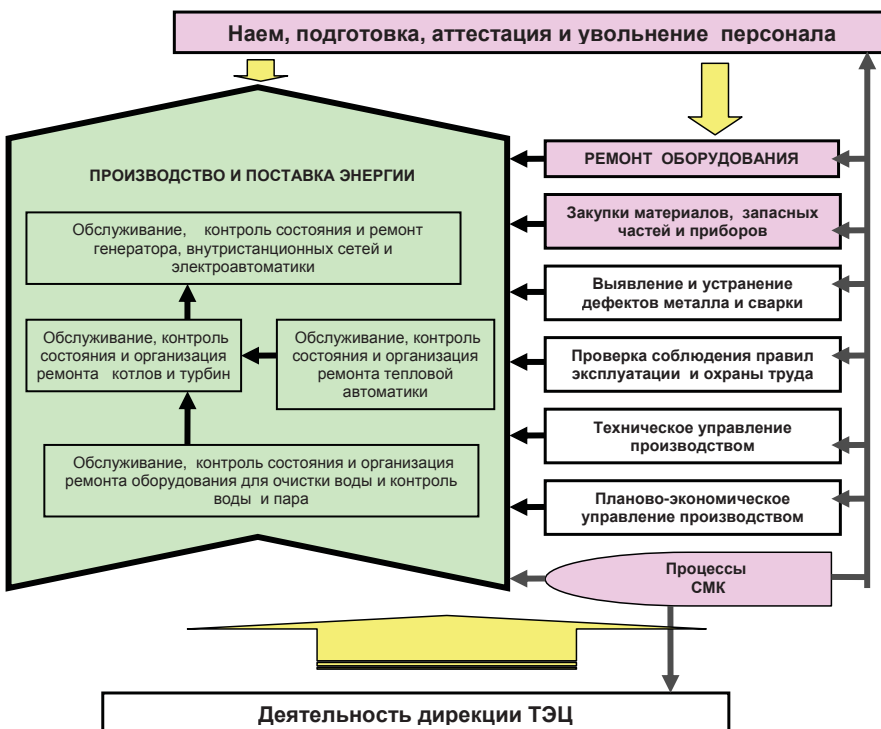 Наем, подготовка, аттестация и увольнение персонала
ПРОИЗВОДСТВО И ПОСТАВКА ЭНЕРГИИ
Обслуживание, контроль состояния и ремонт
генератора, внутристанционных сетей и
электроавтоматики
Обслуживание, контроль
состояния и организация
ремонта котлов и турбин
Обслуживание, контроль
состояния и организация
ремонта тепловой
автоматики
Обслуживание, контроль состояния и организация
ремонта оборудования для очистки воды и контроль
воды и пара
РЕМОНТ ОБОРУДОВАНИЯ
Закупки материалов, запасных
частей и приборов
Выявление и устранение
дефектов металла и сварки
Проверка соблюдения правил
эксплуатации и охраны труда
Техническое управление
производством
Планово-экономическое
управление производством
Процессы
СМК
Деятельность дирекции ТЭЦ